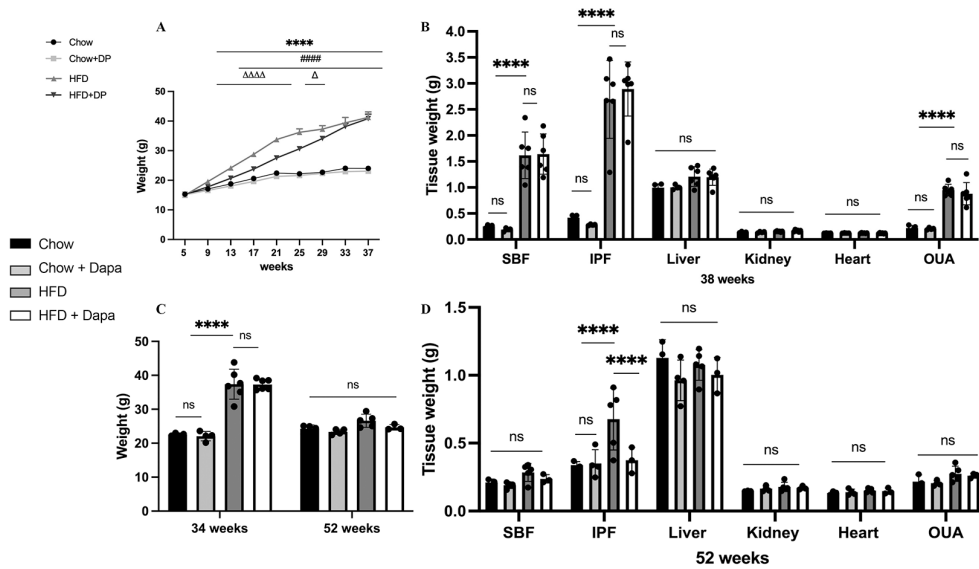 A
Chow
Chow+DP
HFD
HFD+DP
****
####
ΔΔΔΔ Δ
50
40
30
20
10
0
Weight (g)
5 9 13 17 21 25 29 33 37
weeks
Chow
Chow + Dapa
HFD
HFD + Dapa
B
Tissue weight (g)
4.0
3.5
3.0
2.5
2.0
1.5
1.0
0.5
0.0
ns
****
ns
ns
****
ns
ns
ns
ns
ns
****
ns
SBF IPF Liver Kidney Heart OUA
38 weeks
C
Weight (g)
60
50
40
30
20
10
0
ns
****
ns
ns
34 weeks 52 weeks
D
Tissue weight (g)
1.5
1.0
0.5
0.0
ns
ns
****
****
ns
ns
ns
ns
SBF IPF Liver Kidney Heart OUA
52 weeks